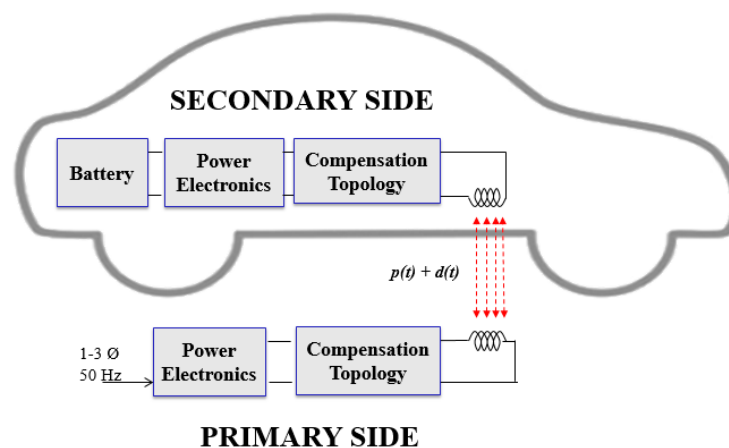 SECONDARY SIDE
Battery
Power
Electronics
Compensation
Topology
p(t) + d(t)
1-3 Ø
50 Hz
Power
Electronics
Compensation
Topology
PRIMARY SIDE